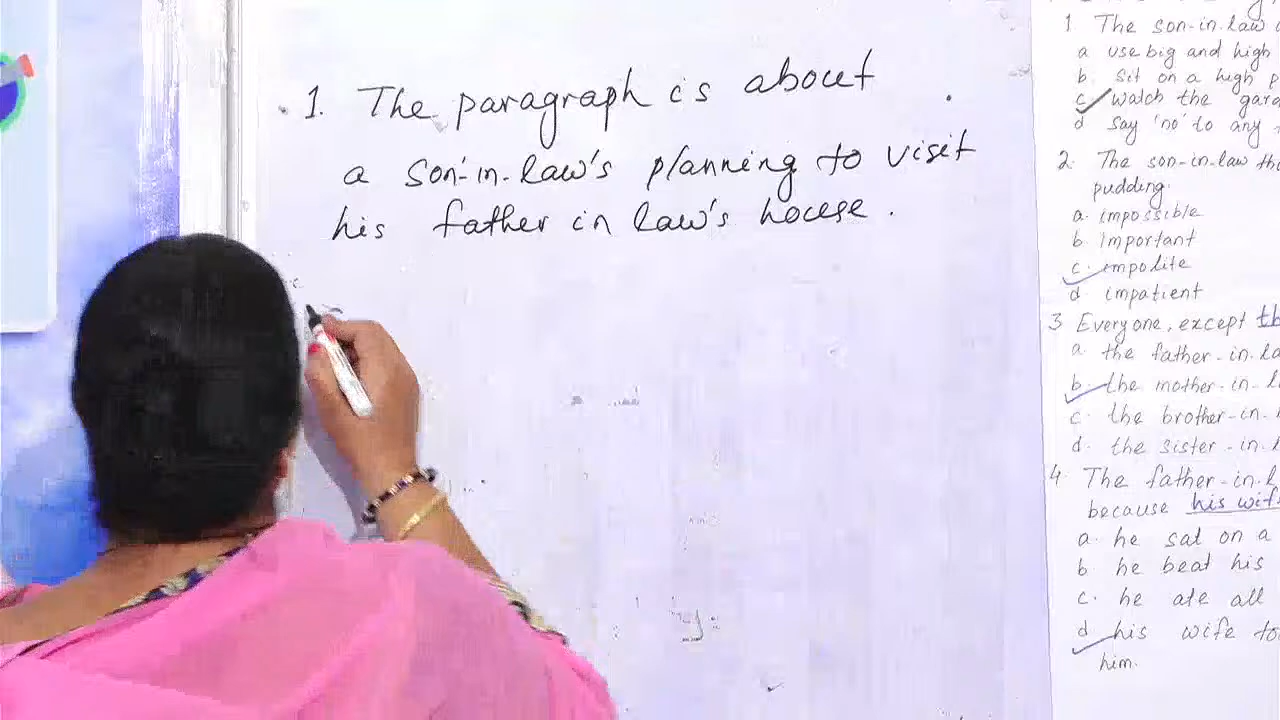 1. The paragraph is about
a son-in-law's planning to visit
his father in law's house.
1. The son-in-law
a use big and high
b. Sit on a high
c. Watch the
d say 'no' to any
2. The son-in-law
pudding.
a. impossible
b. important
c. impolite
d. impatient
3 Everyone, except
a. the father-in-
b. the mother-in-
c. the brother-in-
d. the sister-in-
4. The father-in-
because his
a. he sat on a
b. he beat his
c. he ate all
d. his wife
him.